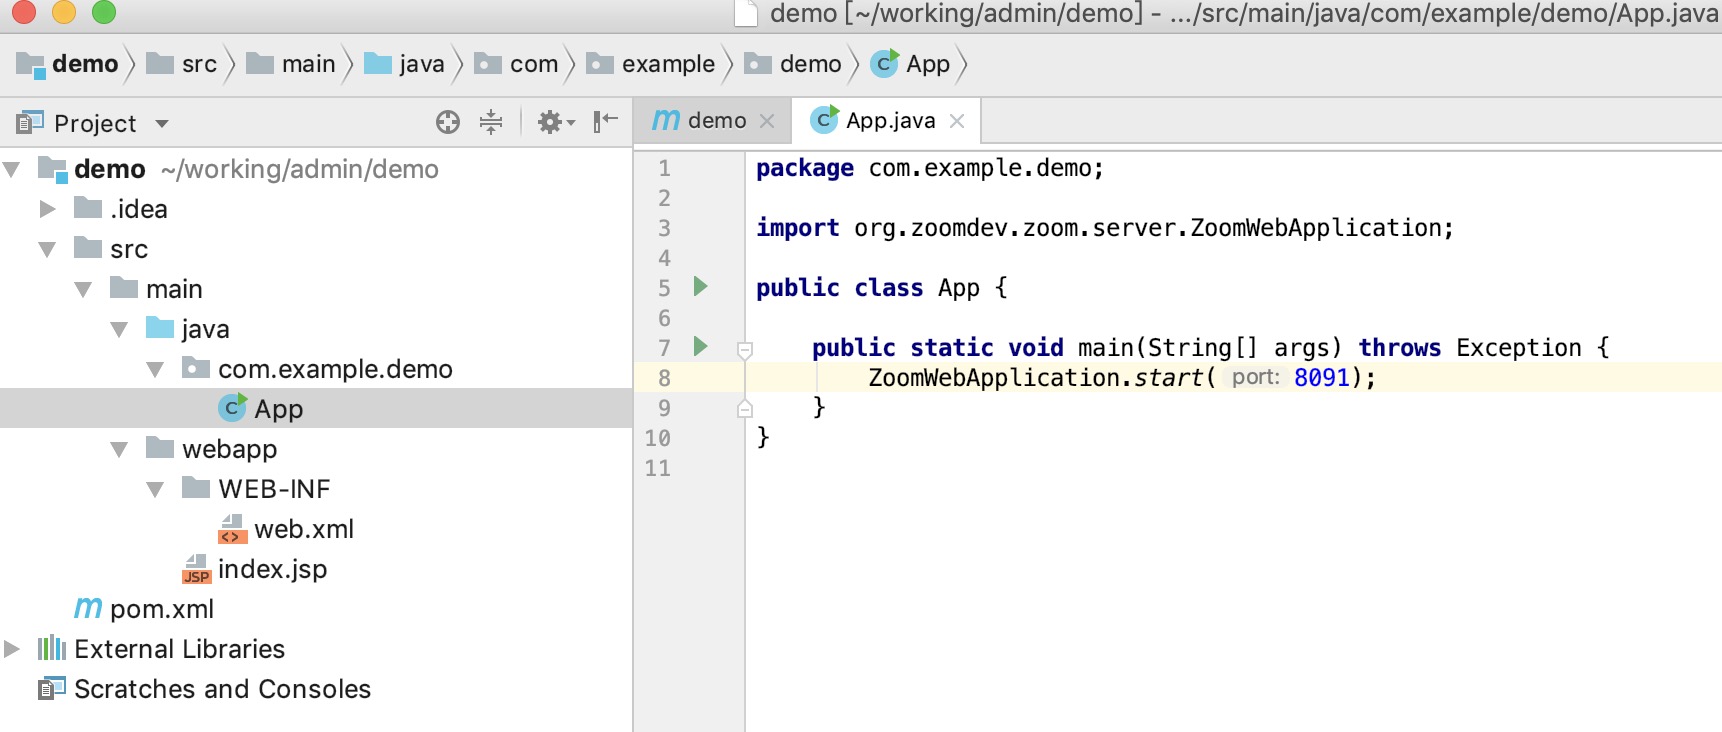 demo [~/working/admin/demo] - .../src/main/java/com/example/demo/App.java
demo src main java com example demo App
Project
demo App.java
demo ~/working/admin/demo
.idea
src
main
java
com.example.demo
App
webapp
WEB-INF
web.xml
JSP index.jsp
pom.xml
External Libraries
Scratches and Consoles
1 package com.example.demo;
2
3 import org.zoomdev.zoom.server.ZoomWebApplication;
4
5 public class App {
6
7 public static void main(String[] args) throws Exception {
8 ZoomWebApplication.start( port: 8091);
9 }
10 }
11